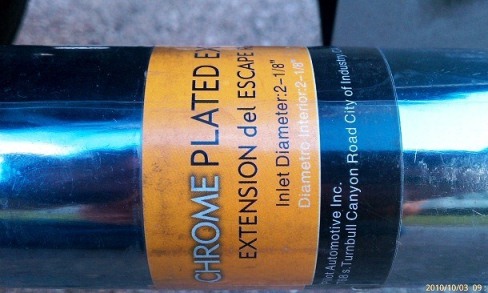 CHROME PLATED
EXTENSION del ESCAPE
Inlet Diameter:2-1/8"
Diametro Interior:2-1/8"
Automotive Inc.
Turnbull Canyon Road City of Industry
2010/10/03 09: